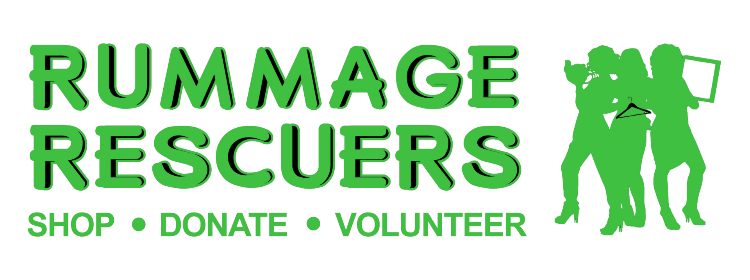 RUMMAGE
RESCUERS
SHOP • DONATE • VOLUNTEER